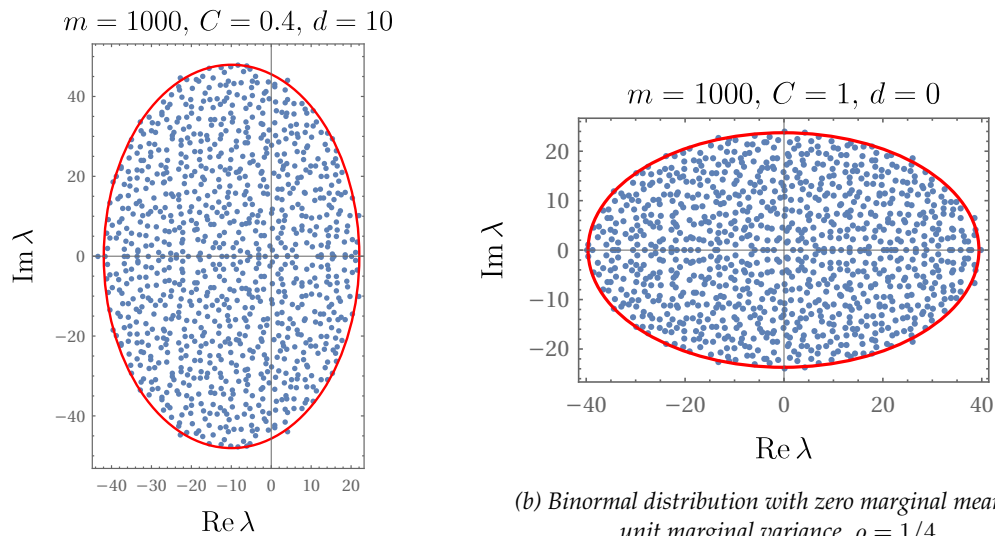 m = 1000, C = 0.4, d = 10
Im λ
40
20
0
−20
−40
−40 −30 −20 −10 0 10 20
Re λ
m = 1000, C = 1, d = 0
Im λ
20
10
0
−10
−20
−40 −20 0 20 40
Re λ
(b) Binormal distribution with zero marginal mean
unit marginal variance, ρ = 1/4